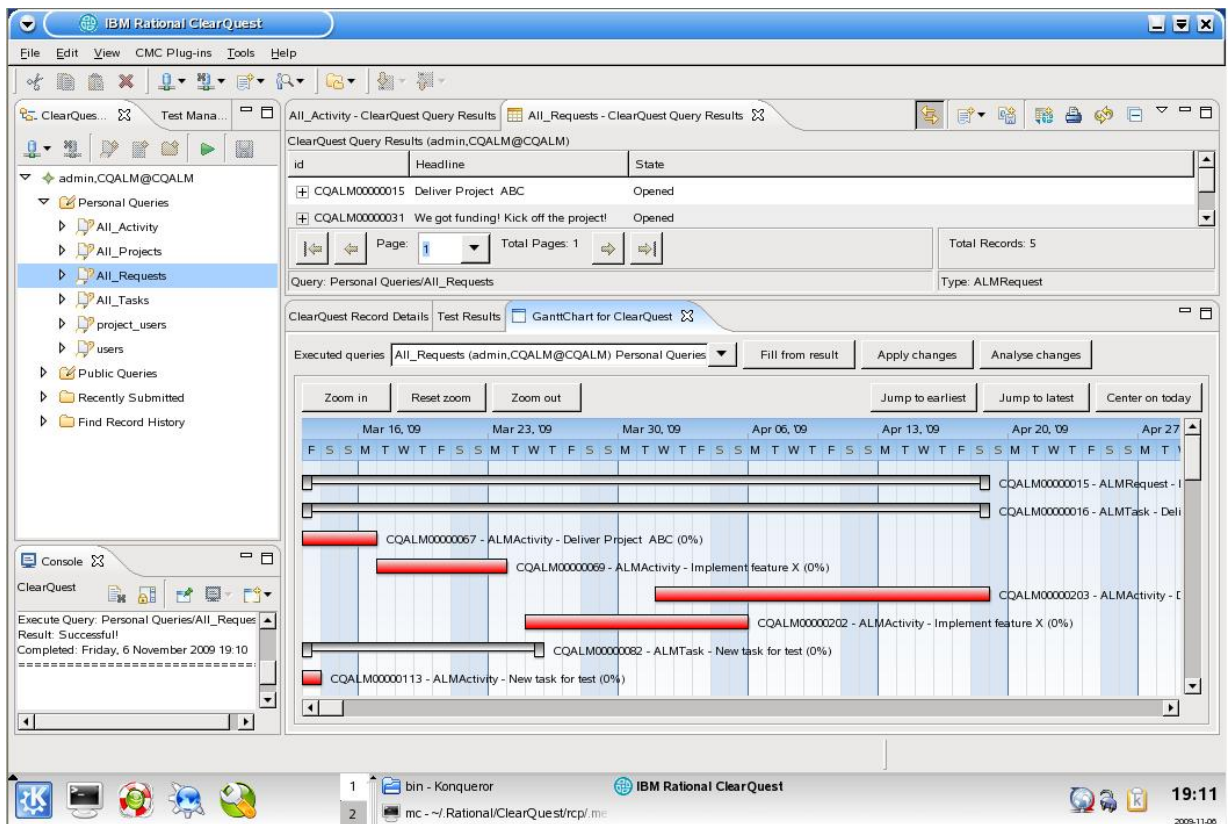 IBM Rational ClearQuest
File Edit View CMC Plug-ins Tools Help
ClearQues... Test Mana...
admin,CQALM@CQALM
Personal Queries
All_Activity
All_Projects
All_Requests
All_Tasks
project_users
users
Public Queries
Recently Submitted
Find Record History
Console
ClearQuest
Execute Query: Personal Queries/All_Reques
Result: Successful!
Completed: Friday, 6 November 2009 19:10
All_Activity - ClearQuest Query Results All_Requests - ClearQuest Query Results
ClearQuest Query Results (admin,CQALM@CQALM)
id Headline State
CQALM00000015 Deliver Project ABC Opened
CQALM00000031 We got funding! Kick off the project! Opened
Page: 1 Total Pages: 1 Total Records: 5
Query: Personal Queries/All_Requests Type: ALMRequest
ClearQuest Record Details Test Results GanttChart for ClearQuest
Executed queries All_Requests (admin,CQALM@CQALM) Personal Queries Fill from result Apply changes Analyse changes
Zoom in Reset zoom Zoom out Jump to earliest Jump to latest Center on today
Mar 16, '09 Mar 23, '09 Mar 30, '09 Apr 06, '09 Apr 13, '09 Apr 20, '09 Apr 27
F S S M T W T F S S M T W T F S S M T W T F S S M T W T F S S M T W T F S S M T W T F S S M T
CQALM00000015 - ALMRequest -
CQALM00000016 - ALMTask - Deli
CQALM00000067 - ALMActivity - Deliver Project ABC (0%)
CQALM00000069 - ALMActivity - Implement feature X (0%)
CQALM00000203 - ALMActivity -
CQALM00000202 - ALMActivity - Implement feature X (0%)
CQALM00000082 - ALMTask - New task for test (0%)
CQALM00000113 - ALMActivity - New task for test (0%)
1 bin - Konqueror IBM Rational ClearQuest
2 mc - ~/.Rational/ClearQuest/rcp/.me
19:11
2009-11-06